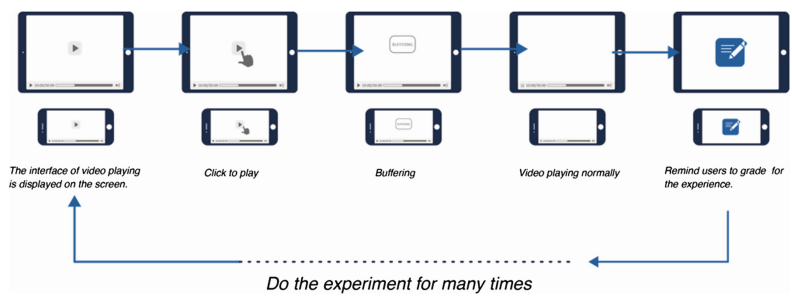 BUFFERING
BUFFERING
The interface of video playing
is displayed on the screen.
Click to play
Buffering
Video playing normally
Remind users to grade for
the experience.
Do the experiment for many times